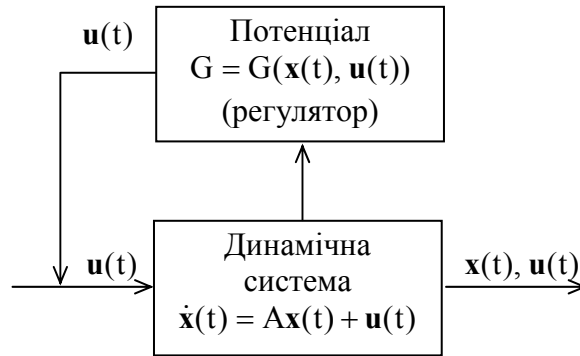 u(t)
Потенціал
G = G(x(t), u(t))
(регулятор)
u(t)
Динамічна
система
ẋ(t) = Ax(t) + u(t)
x(t), u(t)